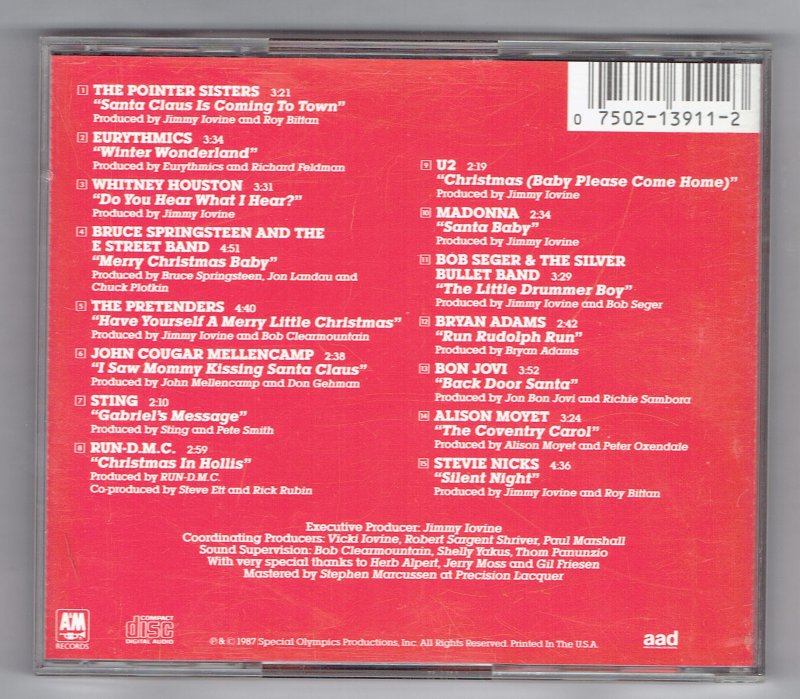 1 THE POINTER SISTERS 3:21
"Santa Claus Is Coming To Town"
Produced by Jimmy Iovine and Roy Bittan
2 EURYTHMICS 3:34
"Winter Wonderland"
Produced by Eurythmics and Richard Feldman
3 WHITNEY HOUSTON 3:31
"Do You Hear What I Hear?"
Produced by Jimmy Iovine
4 BRUCE SPRINGSTEEN AND THE
E STREET BAND 4:51
"Merry Christmas Baby"
Produced by Bruce Springsteen, Jon Landau and
Chuck Plotkin
5 THE PRETENDERS 4:40
"Have Yourself A Merry Little Christmas"
Produced by Jimmy Iovine and Bob Clearmountain
6 JOHN COUGAR MELLENCAMP 2:38
"I Saw Mommy Kissing Santa Claus"
Produced by John Mellencamp and Don Gehman
7 STING 2:10
"Gabriel's Message"
Produced by Sting and Pete Smith
8 RUN-D.M.C. 2:59
"Christmas In Hollis"
Produced by RUN-D.M.C.
Co-produced by Steve Ett and Rick Rubin
0 7502-13911-2
9 U2 2:19
"Christmas (Baby Please Come Home)"
Produced by Jimmy Iovine
10 MADONNA 2:34
"Santa Baby"
Produced by Jimmy Iovine
11 BOB SEGER & THE SILVER
BULLET BAND 3:29
"The Little Drummer Boy"
Produced by Jimmy Iovine and Bob Seger
12 BRYAN ADAMS 2:42
"Run Rudolph Run"
Produced by Bryan Adams
13 BON JOVI 3:52
"Back Door Santa"
Produced by Jon Bon Jovi and Richie Sambora
14 ALISON MOYET 3:24
"The Coventry Carol"
Produced by Alison Moyet and Peter Oxendale
15 STEVIE NICKS 4:36
"Silent Night"
Produced by Jimmy Iovine and Roy Bittan
Executive Producer: Jimmy Iovine
Coordinating Producers: Vicki Iovine, Robert Sargent Shriver, Paul Marshall
Sound Supervision: Bob Clearmountain, Shelly Yakus, Thom Panunzio
With very special thanks to Herb Alpert, Jerry Moss and Gil Friesen
Mastered by Stephen Marcussen at Precision Lacquer
A&M
RECORDS
COMPACT
disc
DIGITAL AUDIO
℗ & © 1987 Special Olympics Productions, Inc. All Rights Reserved. Printed In The U.S.A.
aad